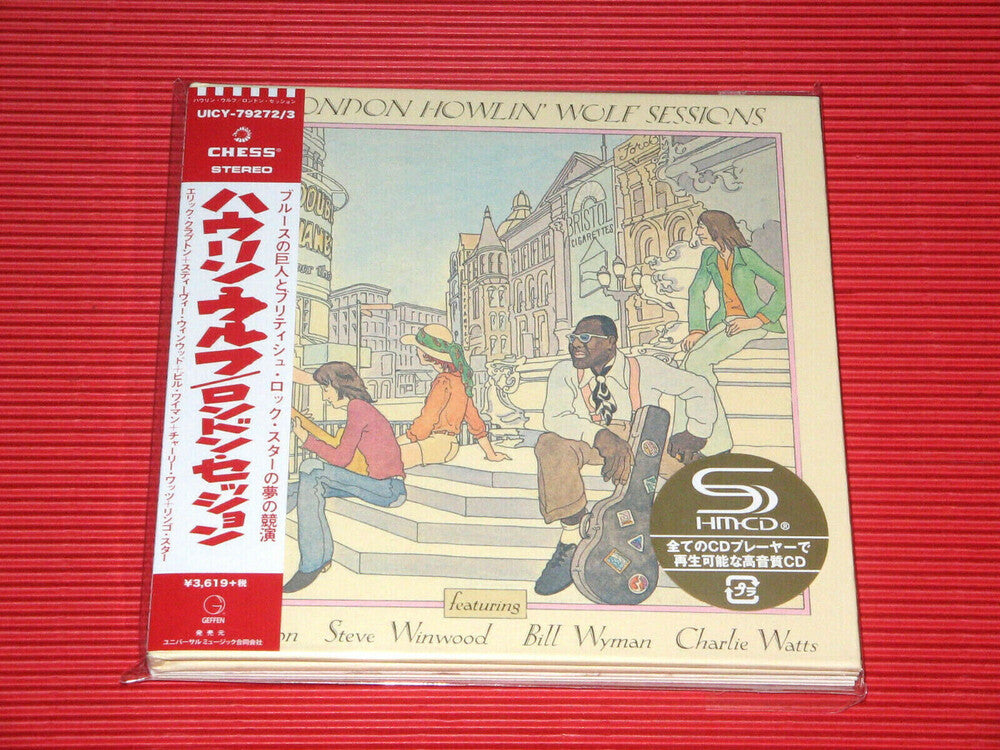 ハウリン・ウルフ/ロンドン・セッション
UICY-79272/3
CHESS®
STEREO
ブルースの巨人とブリティシュ・ロック・スターの夢の競演
ハウリン・ウルフ/ロンドン・セッション
エリック・クラプトン+スティーヴィー・ウィンウッド+ビル・ワイマン+チャーリー・ワッツ+リンゴ・スター
¥3,619+税
GEFFEN
発売元
ユニバーサル ミュージック合同会社
ONDON HOWLIN' WOLF SESSIONS
DOUBL
BRISTOL
CIGARETTES
featuring
on Steve Winwood Bill Wyman Charlie Watts
HM-CD®
全てのCDプレーヤーで
再生可能な高音質CD
プラ